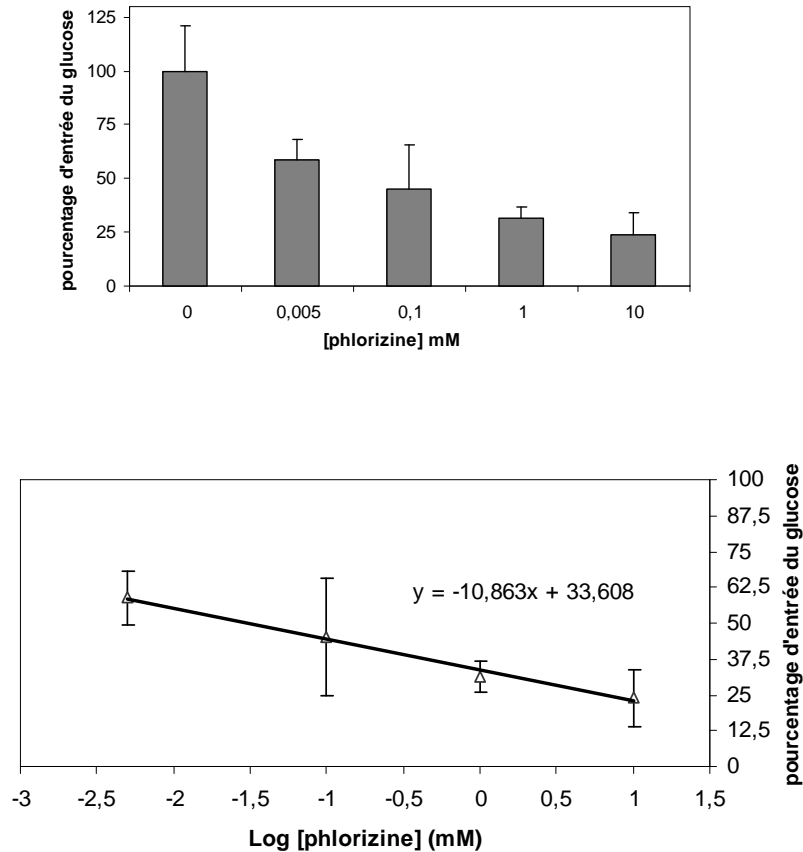 pourcentage d'entrée du glucose
125
100
75
50
25
0
0 0,005 0,1 1 10
[phlorizine] mM
100
87,5
75
62,5
50
37,5
25
12,5
0
pourcentage d'entrée du glucose
y = -10,863x + 33,608
-3 -2,5 -2 -1,5 -1 -0,5 0 0,5 1 1,5
Log [phlorizine] (mM)